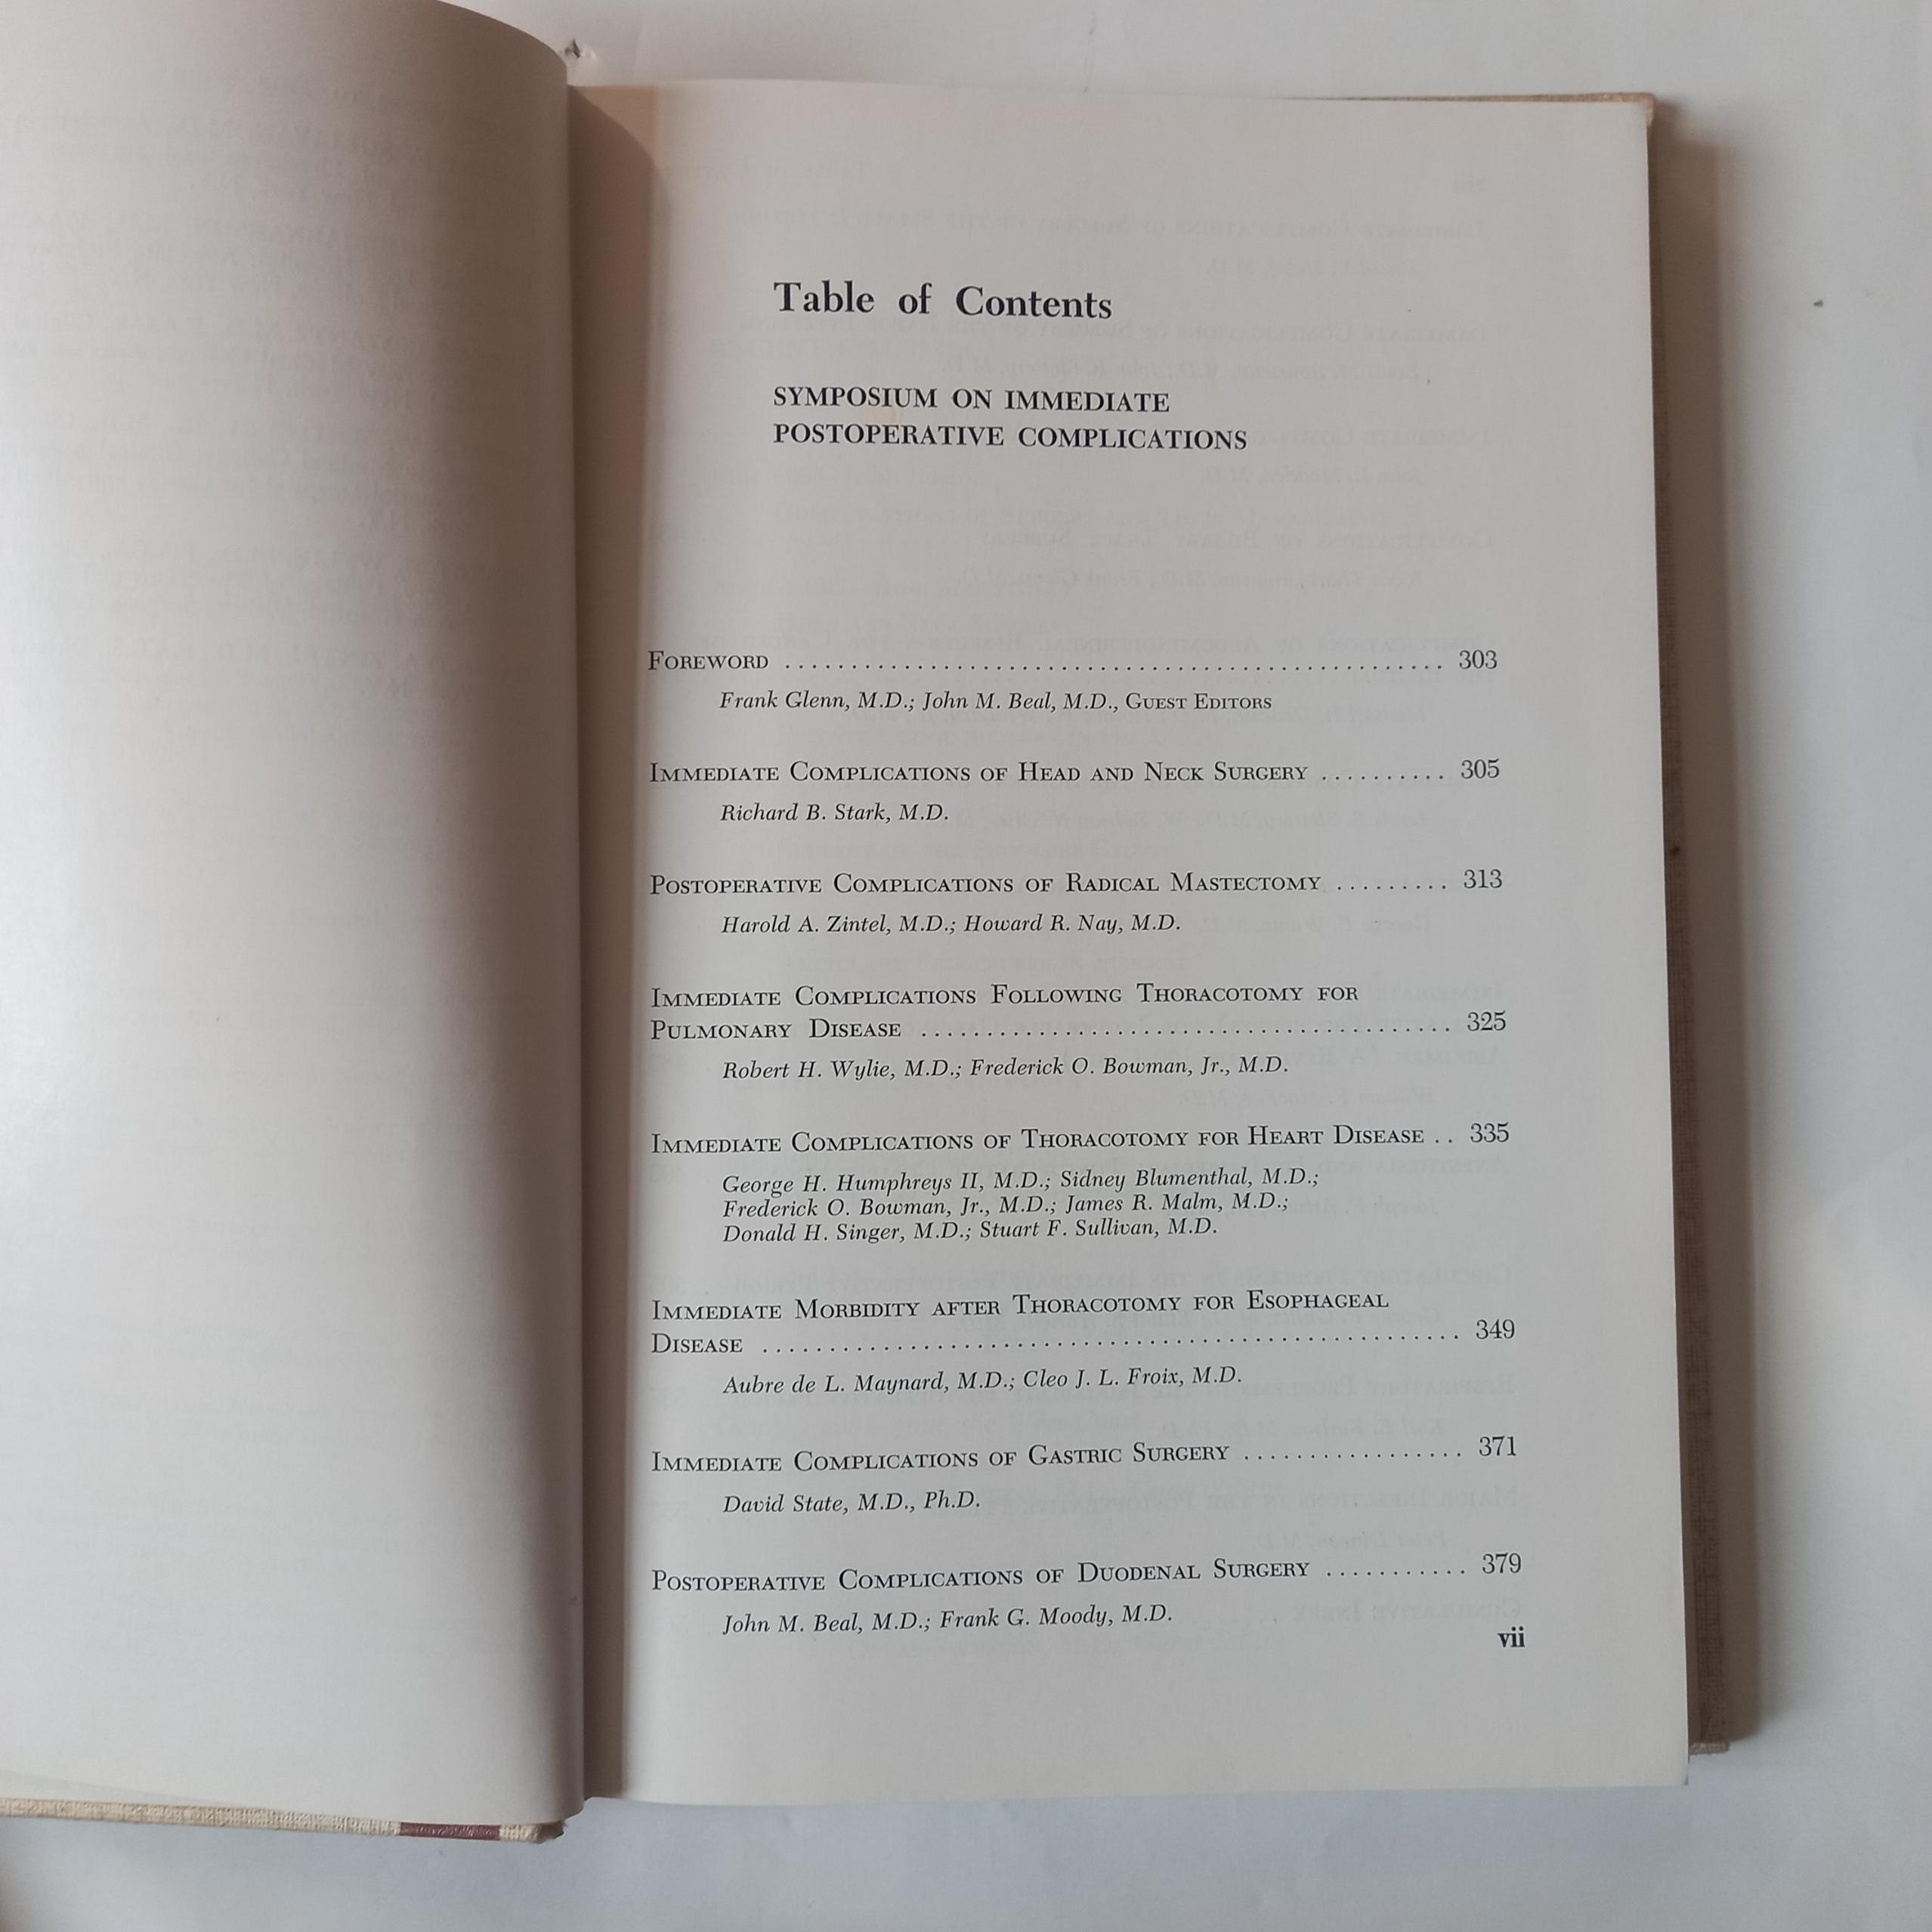 Table of Contents
SYMPOSIUM ON IMMEDIATE
POSTOPERATIVE COMPLICATIONS
FOREWORD .................................................. 303
Frank Glenn, M.D.; John M. Beal, M.D., GUEST EDITORS
IMMEDIATE COMPLICATIONS OF HEAD AND NECK SURGERY .......... 305
Richard B. Stark, M.D.
POSTOPERATIVE COMPLICATIONS OF RADICAL MASTECTOMY ......... 313
Harold A. Zintel, M.D.; Howard R. Nay, M.D.
IMMEDIATE COMPLICATIONS FOLLOWING THORACOTOMY FOR
PULMONARY DISEASE ........................................ 325
Robert H. Wylie, M.D.; Frederick O. Bowman, Jr., M.D.
IMMEDIATE COMPLICATIONS OF THORACOTOMY FOR HEART DISEASE .. 335
George H. Humphreys II, M.D.; Sidney Blumenthal, M.D.;
Frederick O. Bowman, Jr., M.D.; James R. Malm, M.D.;
Donald H. Singer, M.D.; Stuart F. Sullivan, M.D.
IMMEDIATE MORBIDITY AFTER THORACOTOMY FOR ESOPHAGEAL
DISEASE ..................................................... 349
Aubre de L. Maynard, M.D.; Cleo J. L. Froix, M.D.
IMMEDIATE COMPLICATIONS OF GASTRIC SURGERY ................. 371
David State, M.D., Ph.D.
POSTOPERATIVE COMPLICATIONS OF DUODENAL SURGERY ........... 379
John M. Beal, M.D.; Frank G. Moody, M.D.
vii